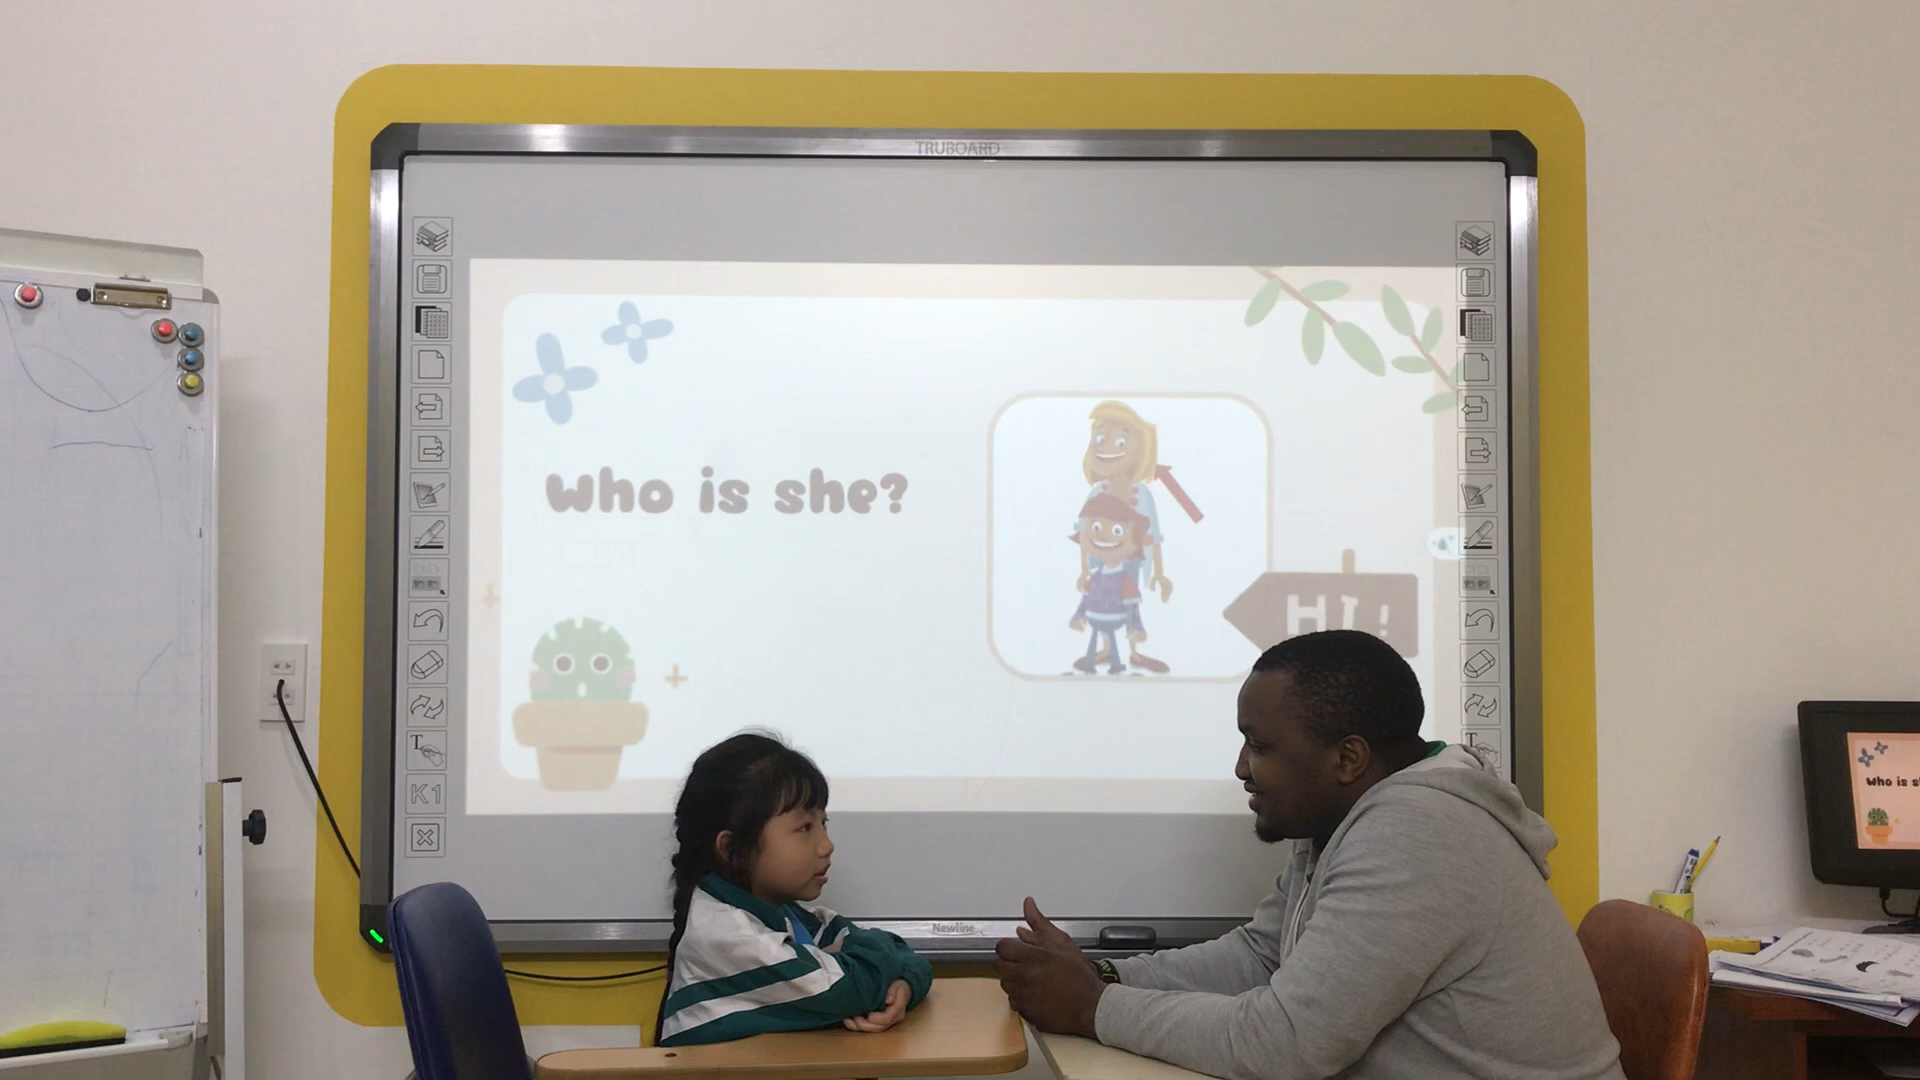 TRUBOARD
Who is she?
HI!
T
T
K1
Newline
Who is s